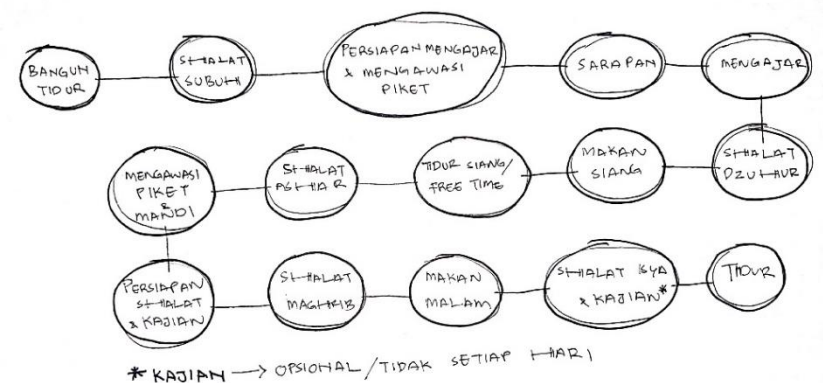 BANGUN
TIDUR
SHALAT
SUBUH
PERSIAPAN MENGAJAR
& MENGAWASI
PIKET
SARAPAN
MENGAJAR
SHALAT
DZUHUR
MAKAN
SIANG
TIDUR SIANG/
FREE TIME
SHALAT
ASHAR
MENGAWASI
PIKET
&
MANDI
PERSIAPAN
SHALAT
& KAJIAN
SHALAT
MAGHRIB
MAKAN
MALAM
SHALAT ISYA
& KAJIAN*
TIDUR
* KAJIAN → OPSIONAL/TIDAK SETIAP HARI